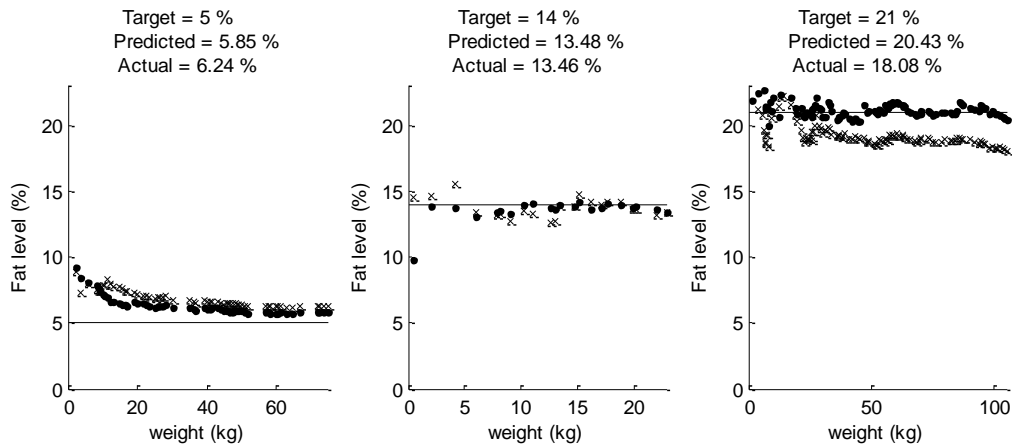 Target = 5 %
Predicted = 5.85 %
Actual = 6.24 %
20
15
10
5
0
Fat level (%)
0 20 40 60
weight (kg)
Target = 14 %
Predicted = 13.48 %
Actual = 13.46 %
20
15
10
5
0
Fat level (%)
0 5 10 15 20
weight (kg)
Target = 21 %
Predicted = 20.43 %
Actual = 18.08 %
20
15
10
5
0
Fat level (%)
0 50 100
weight (kg)